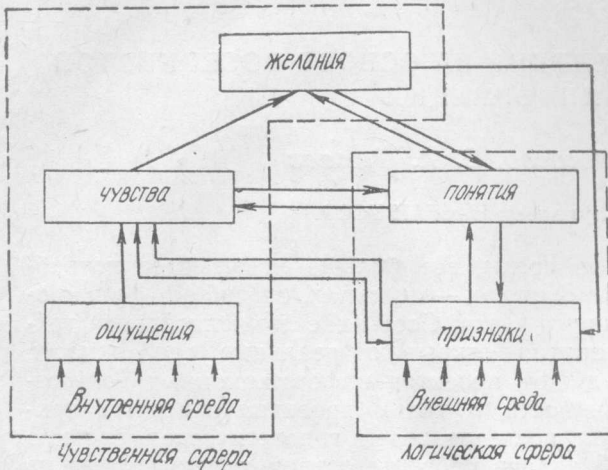 ЖЕЛАНИЯ
ЧУВСТВА
ПОНЯТИЯ
ОЩУЩЕНИЯ
ПРИЗНАКИ
Внутренняя среда
Внешняя среда
Чувственная сфера
Логическая сфера